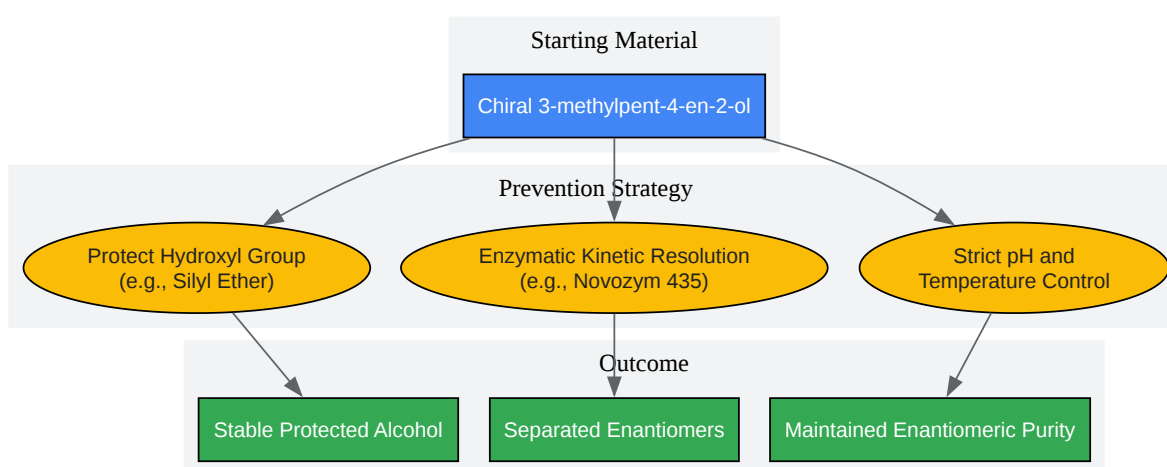 Starting Material
Chiral 3-methylpent-4-en-2-ol
Prevention Strategy
Protect Hydroxyl Group
(e.g., Silyl Ether)
Enzymatic Kinetic Resolution
(e.g., Novozym 435)
Strict pH and
Temperature Control
Outcome
Stable Protected Alcohol
Separated Enantiomers
Maintained Enantiomeric Purity